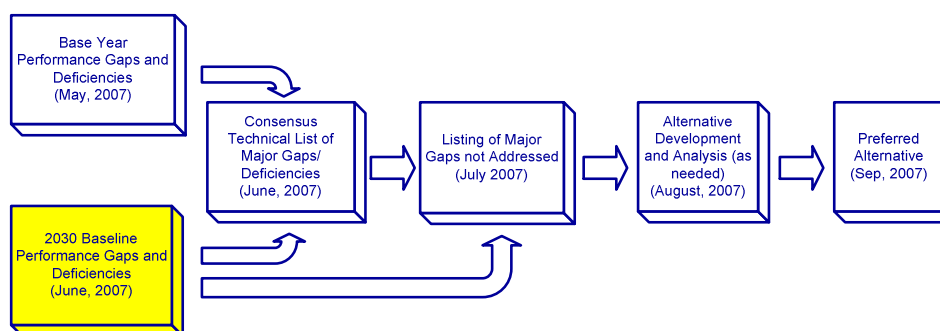 Base Year
Performance Gaps and
Deficiencies
(May, 2007)
Consensus
Technical List of
Major Gaps/
Deficiencies
(June, 2007)
Listing of Major
Gaps not Addressed
(July 2007)
Alternative
Development
and Analysis (as
needed)
(August, 2007)
Preferred
Alternative
(Sep, 2007)
2030 Baseline
Performance Gaps and
Deficiencies
(June, 2007)